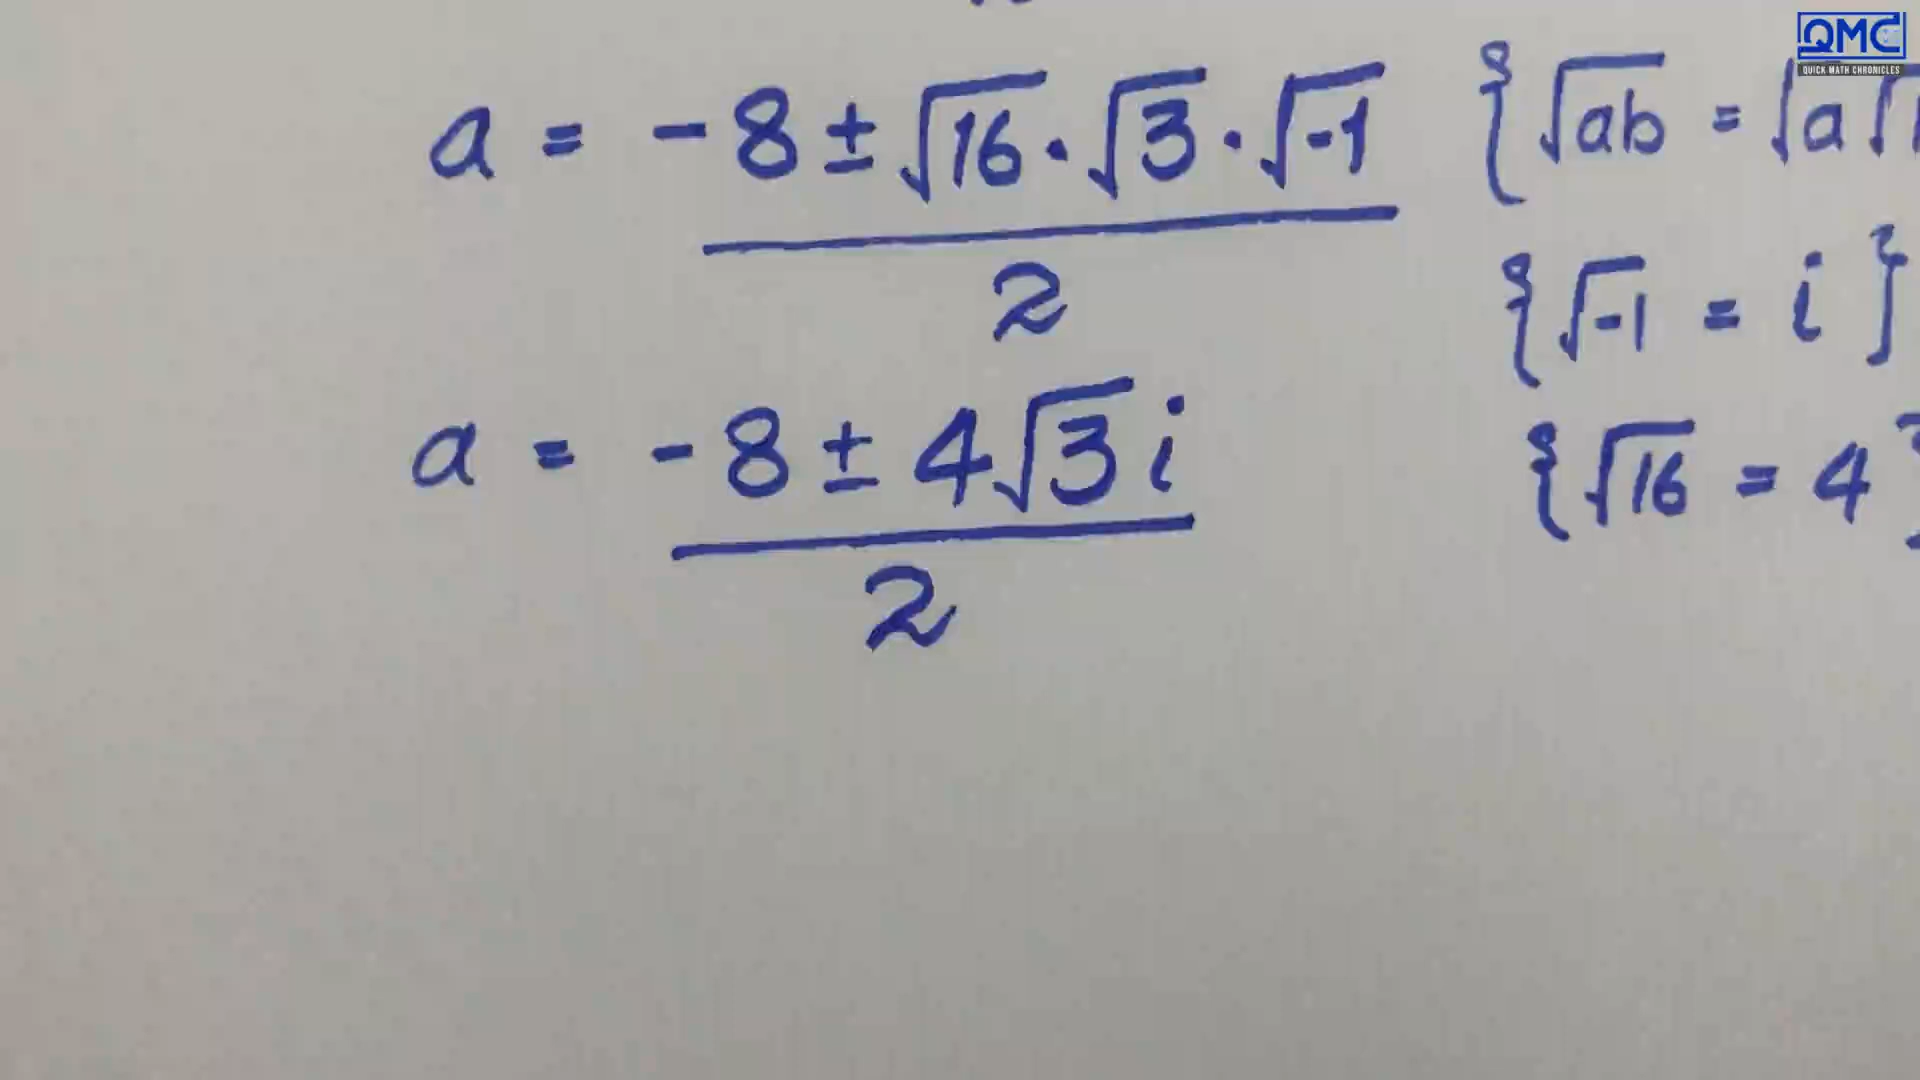 QMC
QUICK MATH CHRONICLES
a = -8 ± √16 · √3 · √-1
2
{√ab = √a√
{√-1 = i}
a = -8 ± 4√3 i
2
{√16 = 4}